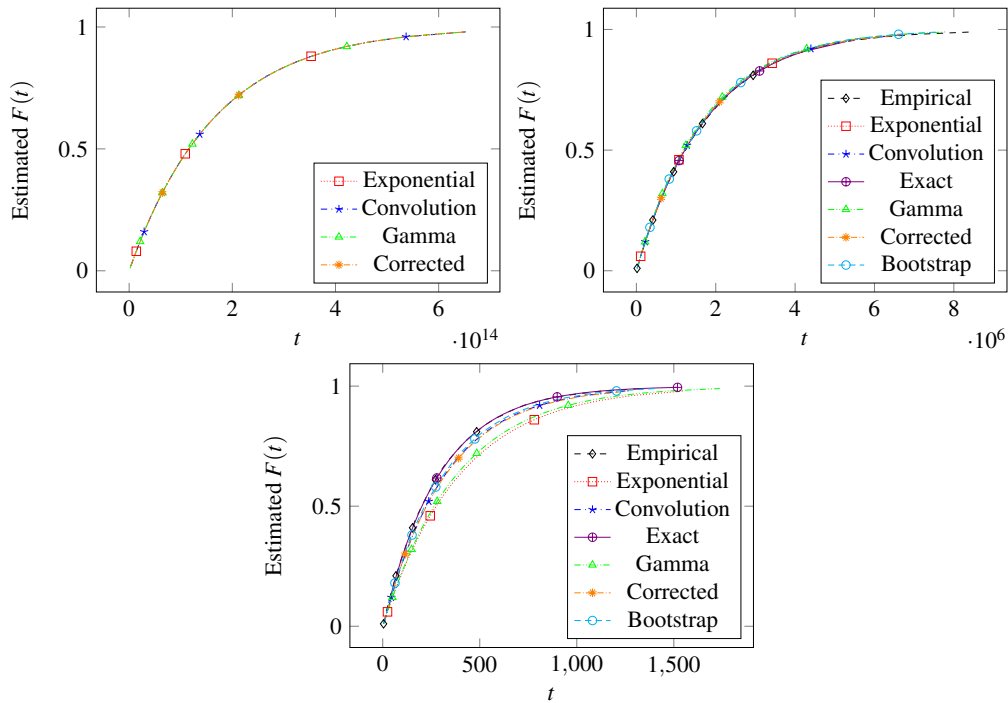 1
0.5
0
Estimated F(t)
Exponential
Convolution
Gamma
Corrected
0 2 4 6
t
·10^14
1
0.5
0
Estimated F(t)
Empirical
Exponential
Convolution
Exact
Gamma
Corrected
Bootstrap
0 2 4 6 8
t
·10^6
1
0.5
0
Estimated F(t)
Empirical
Exponential
Convolution
Exact
Gamma
Corrected
Bootstrap
0 500 1,000 1,500
t